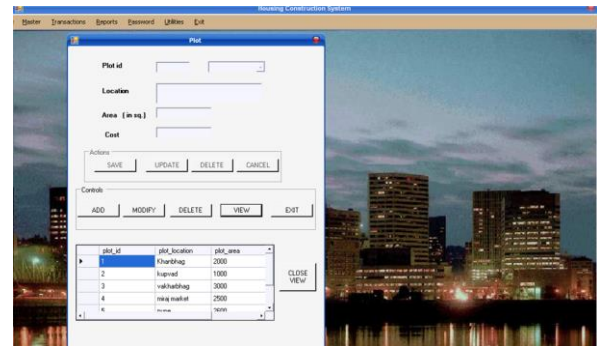 Housing Construction System
Master Transactions Reports Password Utilities Exit
Plot
Plot id
Location
Area (in sq.)
Cost
Actions
SAVE UPDATE DELETE CANCEL
Controls
ADD MODIFY DELETE VIEW EXIT
plot_id plot_location plot_area
1 Khanbhag 2000
2 kupvad 1000
3 vakharbhag 3000
4 miraj market 2500
CLOSE
VIEW